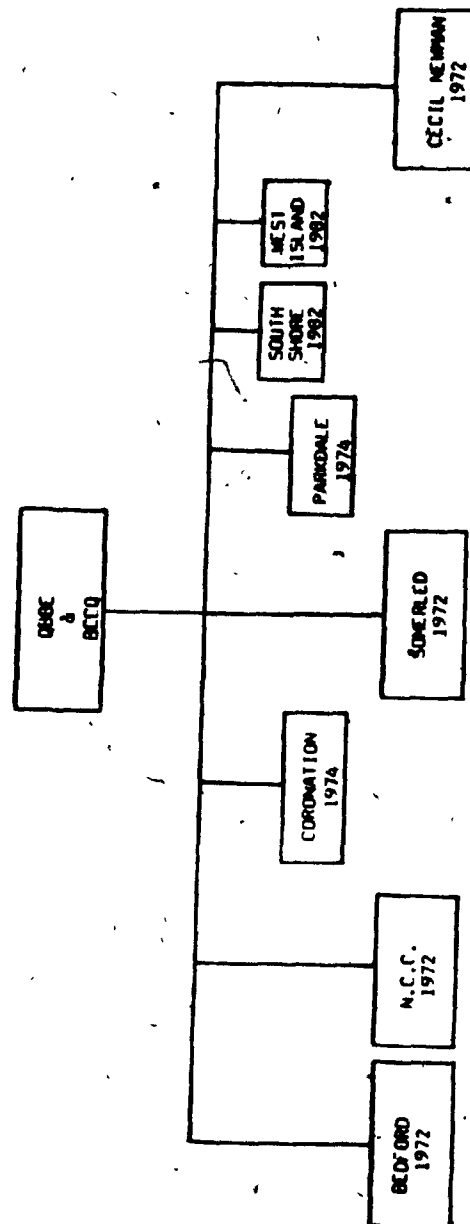 QBBE
&
BCCQ
BEDFORD
1972
N.C.C.
1972
CORONATION
1974
SOMERLED
1972
PARKDALE
1974
SOUTH
SHORE
1982
WEST
ISLAND
1982
CECIL NEWMAN
1972